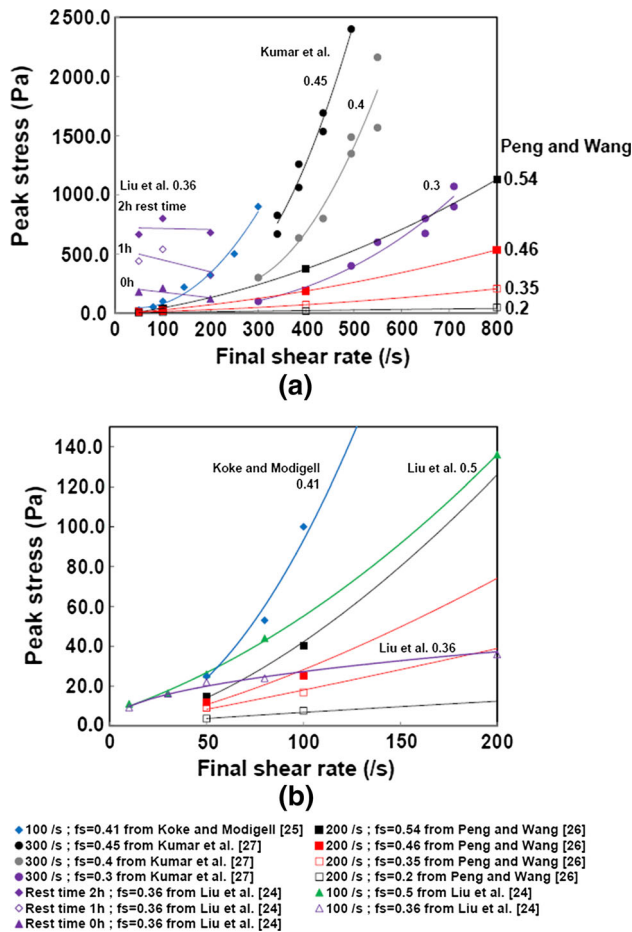 (a)
Peak stress (Pa)
2500.0
2000.0
1500.0
1000.0
500.0
0.0
Kumar et al.
0.45
0.4
Peng and Wang
0.54
Liu et al. 0.36
2h rest time
0.3
1h
0.46
0h
0.35
0.2
0 100 200 300 400 500 600 700 800
Final shear rate (/s)
(a)
Peak stress (Pa)
140.0
120.0
100.0
80.0
60.0
40.0
20.0
0.0
Koke and Modigell
0.41
Liu et al. 0.5
Liu et al. 0.36
0 50 100 150 200
Final shear rate (/s)
(b)
100 /s ; fs=0.41 from Koke and Modigell [25]
300 /s ; fs=0.45 from Kumar et al. [27]
300 /s ; fs=0.4 from Kumar et al. [27]
300 /s ; fs=0.3 from Kumar et al. [27]
Rest time 2h ; fs=0.36 from Liu et al. [24]
Rest time 1h ; fs=0.36 from Liu et al. [24]
Rest time 0h ; fs=0.36 from Liu et al. [24]
200 /s ; fs=0.54 from Peng and Wang [26]
200 /s ; fs=0.46 from Peng and Wang [26]
200 /s ; fs=0.35 from Peng and Wang [26]
200 /s ; fs=0.2 from Peng and Wang [26]
100 /s ; fs=0.5 from Liu et al. [24]
100 /s ; fs=0.36 from Liu et al. [24]